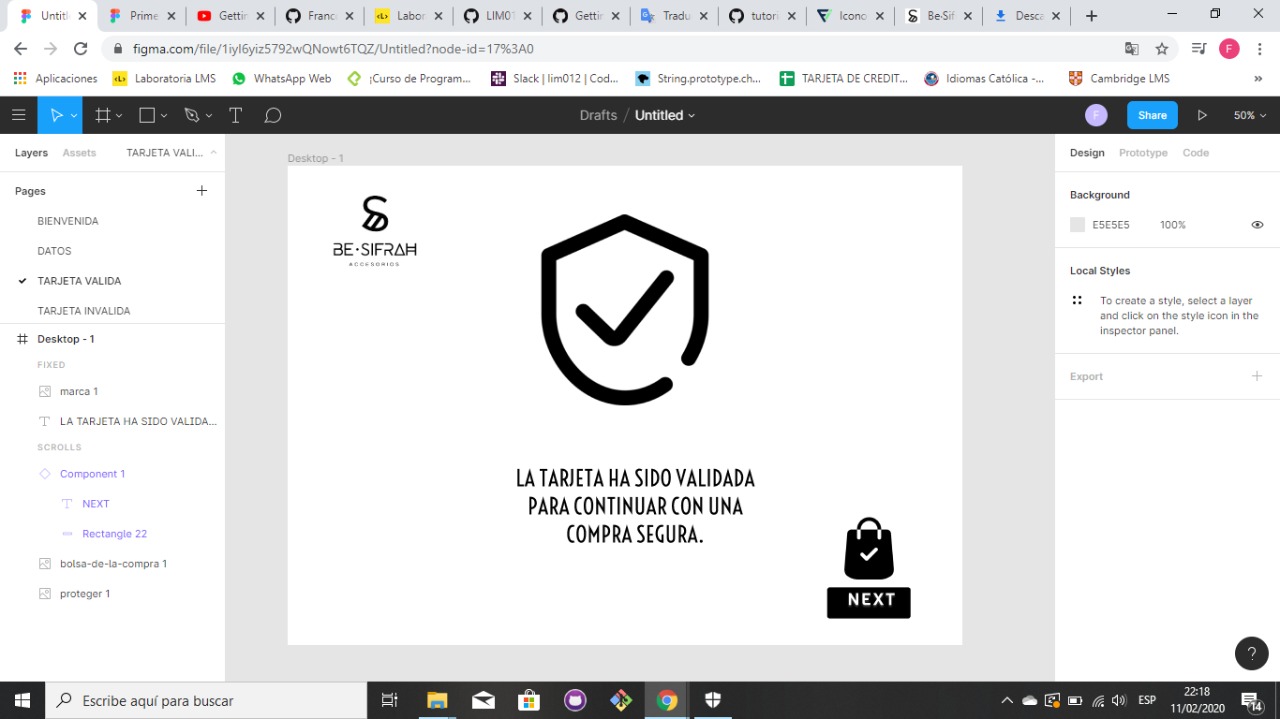 Untitl
Prime
Gettin
Franc
Labor
LIM01
Gettin
Tradu
tutori
Icono
Be·Sif
Desca
figma.com/file/1iyl6yiz5792wQNowt6TQZ/Untitled?node-id=17%3A0
F
Aplicaciones
Laboratoria LMS
WhatsApp Web
¡Curso de Program...
Slack | lim012 | Cod...
String.prototype.ch...
TARJETA DE CREDIT...
Idiomas Católica -...
Cambridge LMS
»
Drafts / Untitled
F
Share
50%
Layers
Assets
TARJETA VALI...
Pages
BIENVENIDA
DATOS
TARJETA VALIDA
TARJETA INVALIDA
Desktop - 1
FIXED
marca 1
LA TARJETA HA SIDO VALIDA...
SCROLLS
Component 1
NEXT
Rectangle 22
bolsa-de-la-compra 1
proteger 1
Desktop - 1
BE·SIFRAH
ACCESORIOS
LA TARJETA HA SIDO VALIDADA
PARA CONTINUAR CON UNA
COMPRA SEGURA.
NEXT
Design
Prototype
Code
Background
E5E5E5
100%
Local Styles
To create a style, select a layer
and click on the style icon in the
inspector panel.
Export
?
Escribe aquí para buscar
ESP
22:18
11/02/2020
14